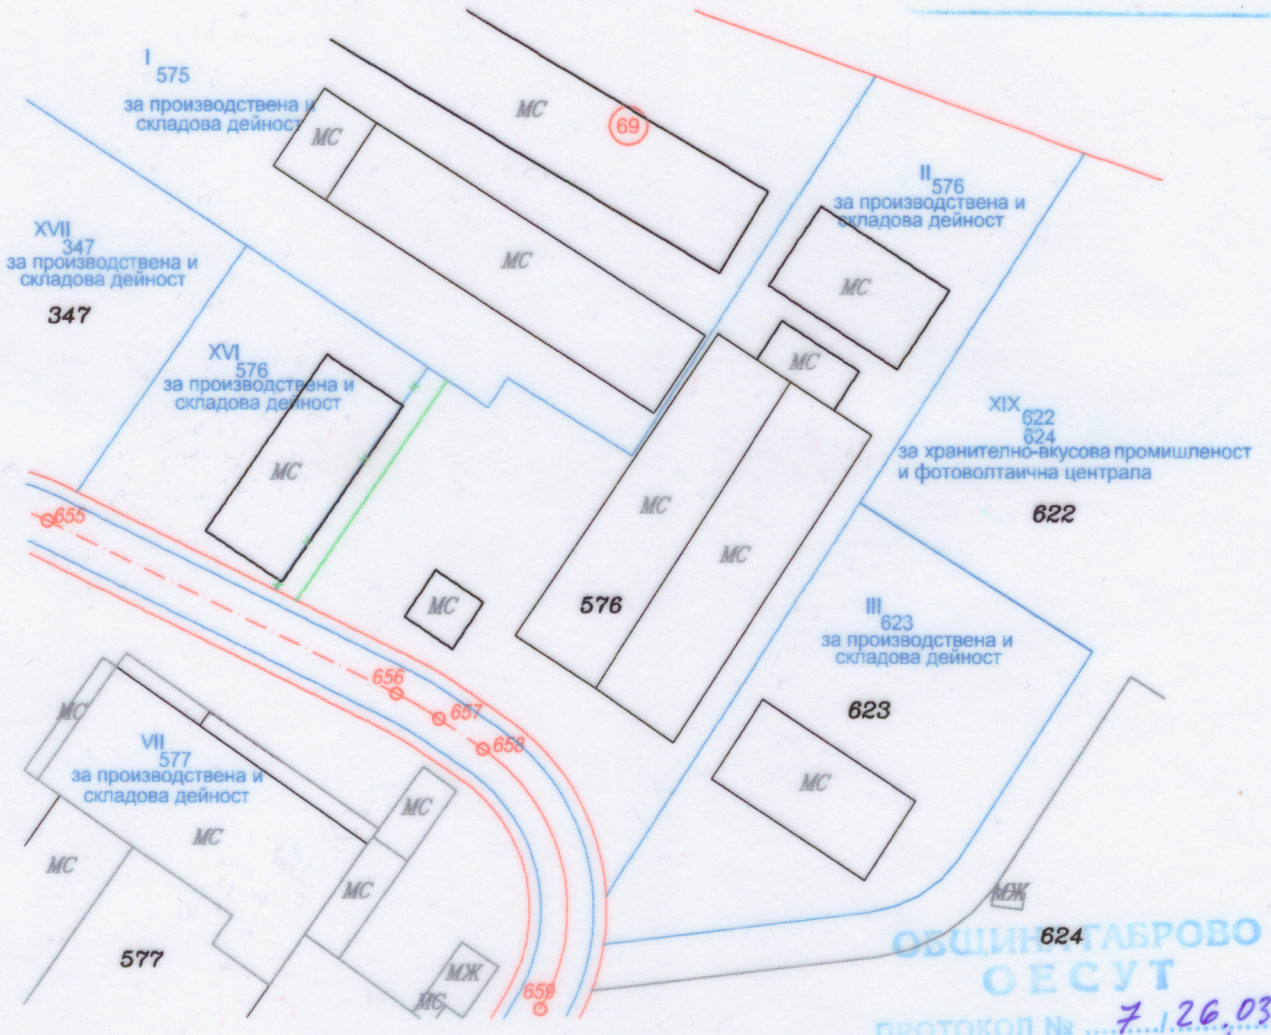 I
575
за производствена и
складова дейност
МС
МС
69
МС
II
576
за производствена и
складова дейност
МС
XVII
347
за производствена и
складова дейност
347
XVI
576
за производствена и
складова дейност
МС
МС
XIX
622
624
за хранително-вкусова промишленост
и фотоволтаична централа
622
МС
МС
655
МС
576
III
623
за производствена и
складова дейност
623
656
657
658
МС
VII
577
за производствена и
складова дейност
МС
МС
МС
МС
МС
577
МЖ
МС
659
МЖ
624
ОБЩИНА ГАБРОВО
ОЕСУТ
ПРОТОКОЛ № 7 / 26.03